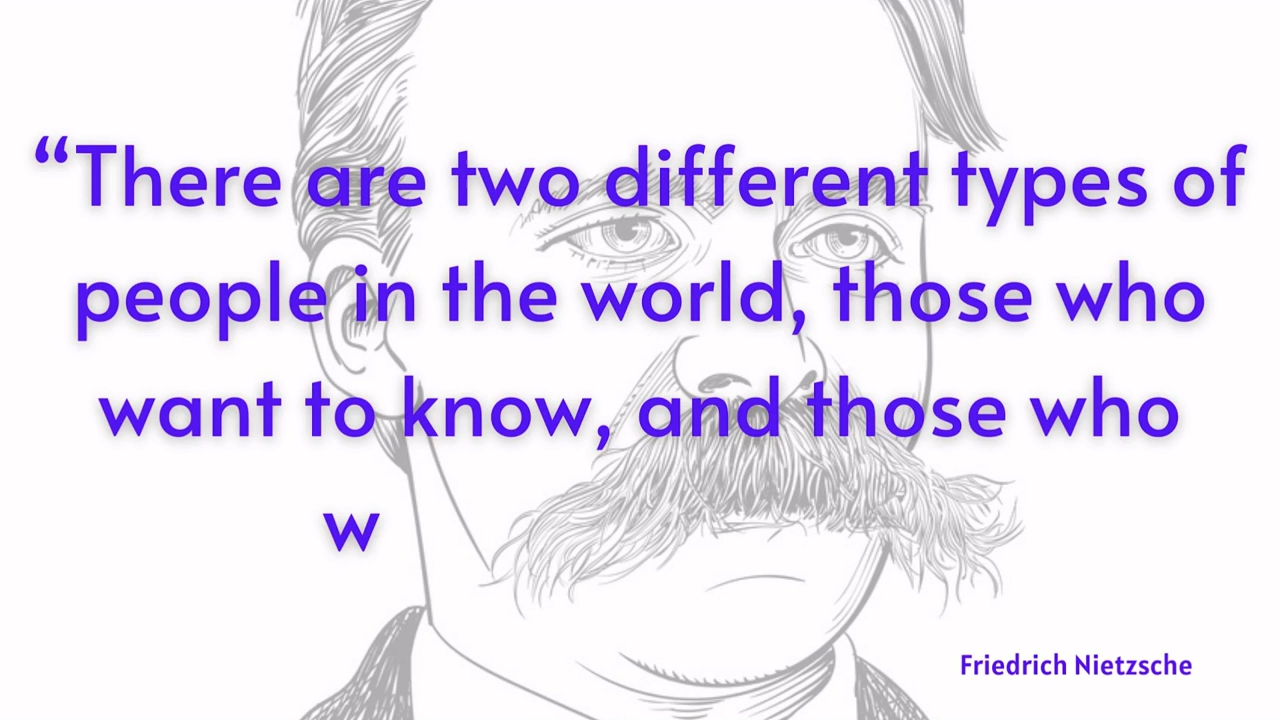 “There are two different types of
people in the world, those who
want to know, and those who
w
Friedrich Nietzsche